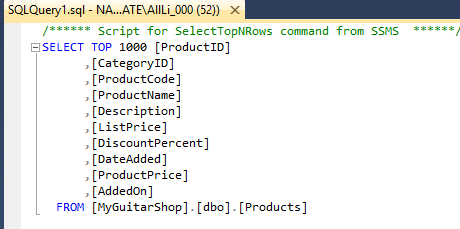 SQLQuery1.sql - NA...ATE\AllLi_000 (52))
/****** Script for SelectTopNRows command from SSMS ******/
SELECT TOP 1000 [ProductID]
,[CategoryID]
,[ProductCode]
,[ProductName]
,[Description]
,[ListPrice]
,[DiscountPercent]
,[DateAdded]
,[ProductPrice]
,[AddedOn]
FROM [MyGuitarShop].[dbo].[Products]